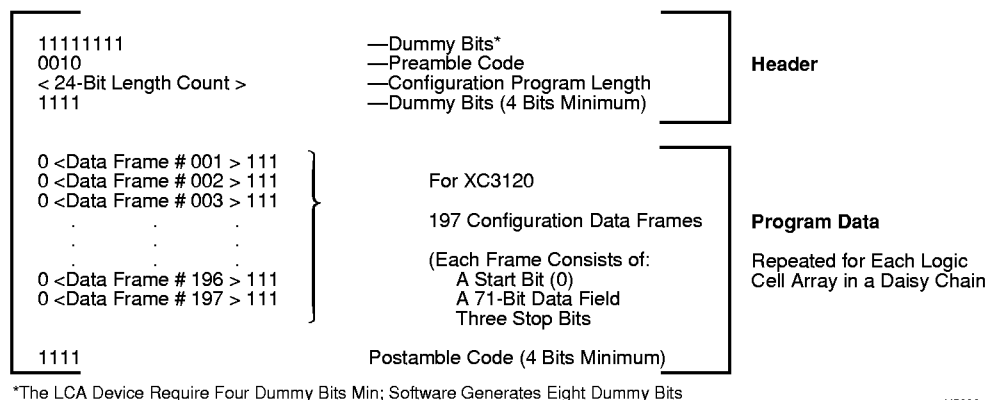 11111111 —Dummy Bits*
0010 —Preamble Code Header
< 24-Bit Length Count > —Configuration Program Length
1111 —Dummy Bits (4 Bits Minimum)
0 <Data Frame # 001 > 111
0 <Data Frame # 002 > 111 For XC3120
0 <Data Frame # 003 > 111
. . . 197 Configuration Data Frames Program Data
. . .
. . . (Each Frame Consists of: Repeated for Each Logic
0 <Data Frame # 196 > 111 A Start Bit (0) Cell Array in a Daisy Chain
0 <Data Frame # 197 > 111 A 71-Bit Data Field
Three Stop Bits
1111 Postamble Code (4 Bits Minimum)
*The LCA Device Require Four Dummy Bits Min; Software Generates Eight Dummy Bits